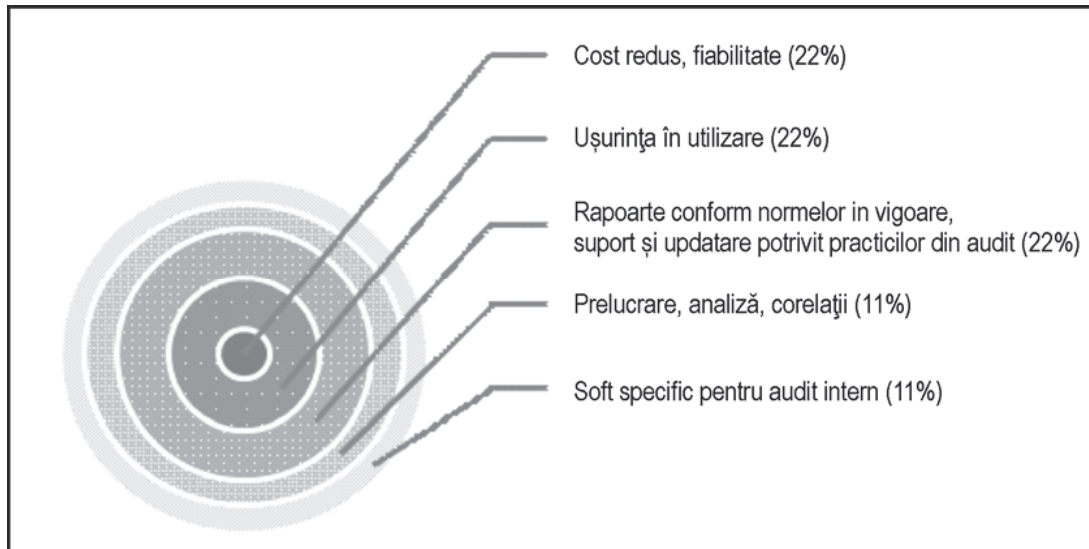 Cost redus, fiabilitate (22%)
Ușurinţa în utilizare (22%)
Rapoarte conform normelor in vigoare,
suport și updatare potrivit practicilor din audit (22%)
Prelucrare, analiză, corelaţii (11%)
Soft specific pentru audit intern (11%)